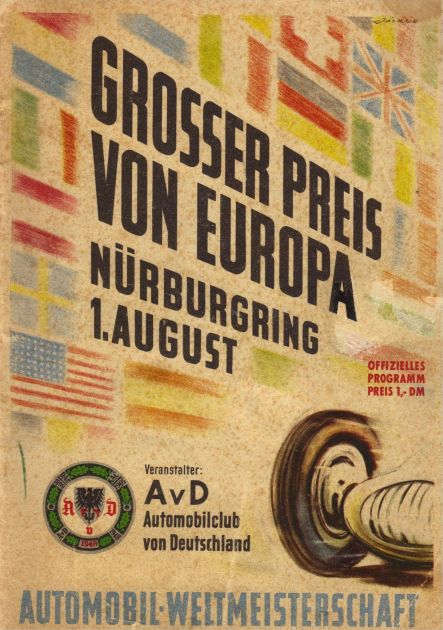 GROSSER PREIS
VON EUROPA
NÜRBURGRING
1. AUGUST
OFFIZIELLES
PROGRAMM
PREIS 1,- DM
Veranstalter:
AvD
Automobilclub
von Deutschland
A v D
AUTOMOBIL-WELTMEISTERSCHAFT